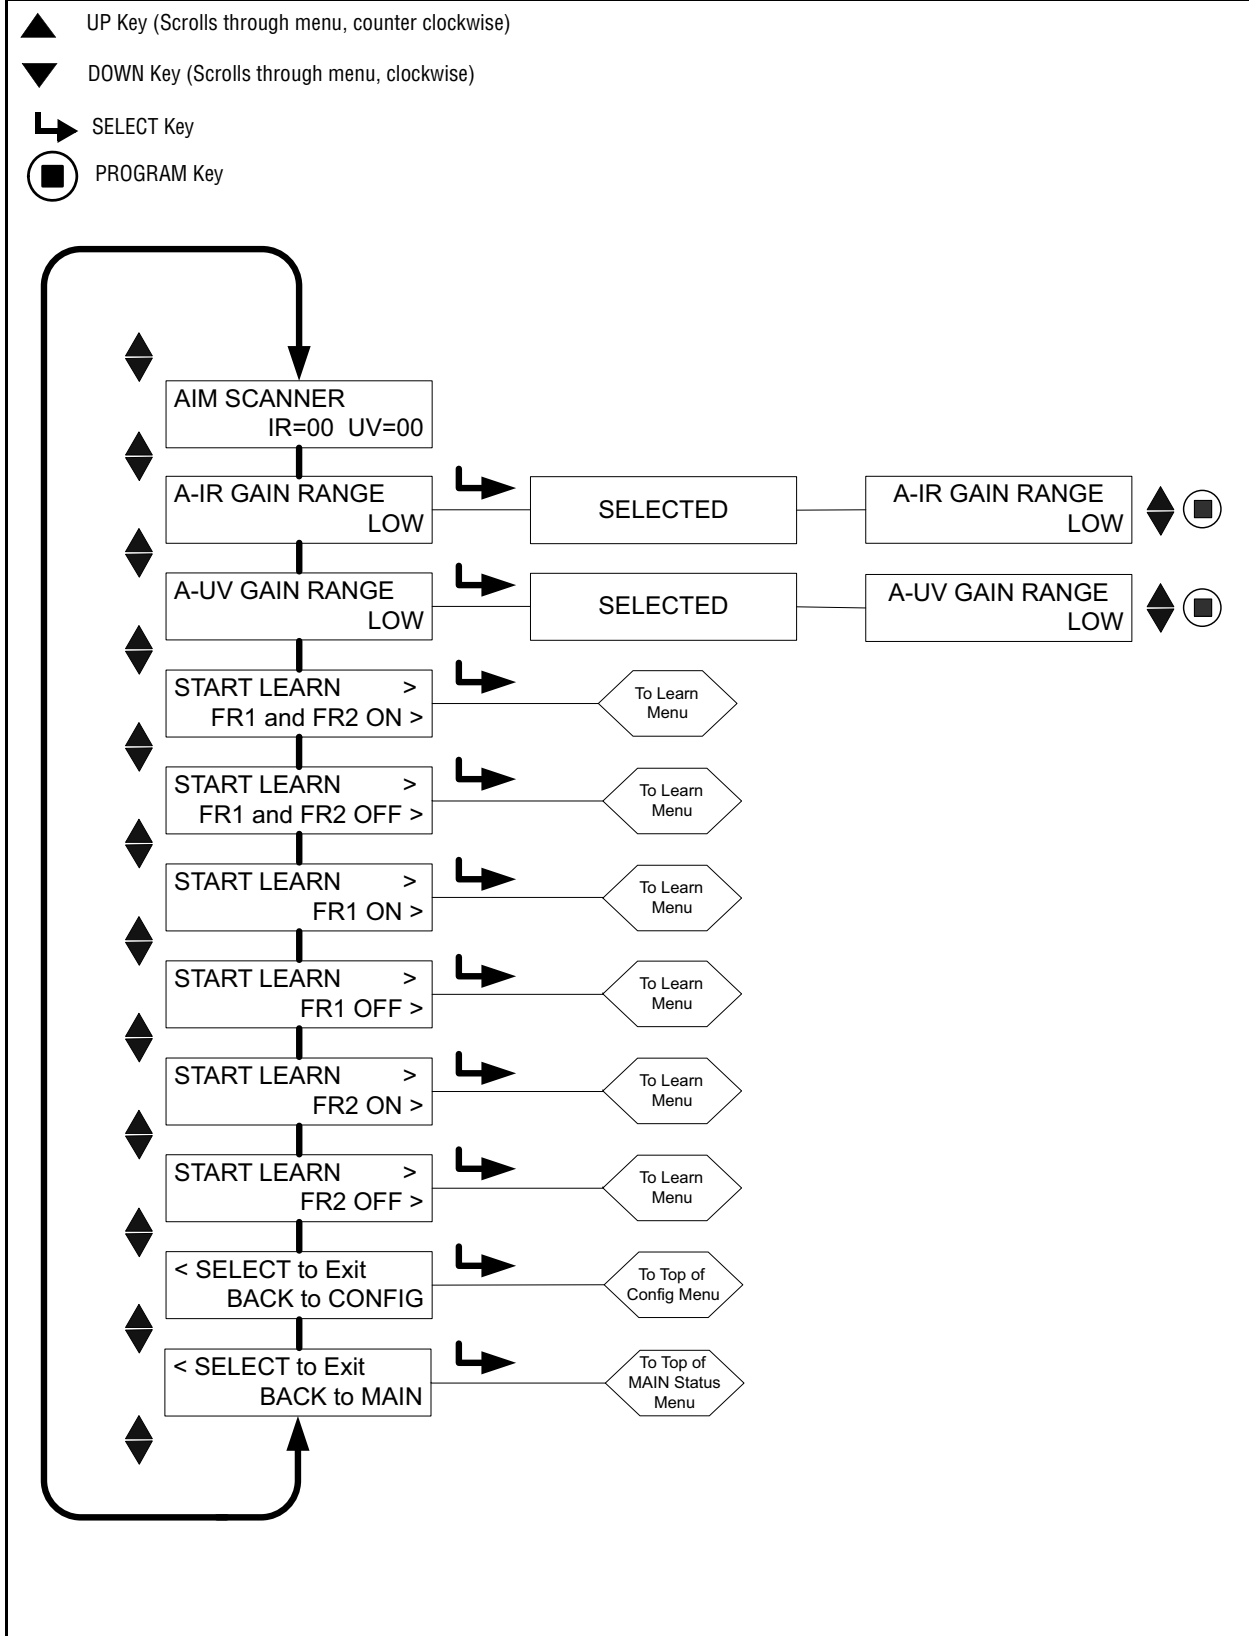 UP Key (Scrolls through menu, counter clockwise)
DOWN Key (Scrolls through menu, clockwise)
SELECT Key
PROGRAM Key
AIM SCANNER
IR=00 UV=00
A-IR GAIN RANGE
LOW
SELECTED
A-IR GAIN RANGE
LOW
A-UV GAIN RANGE
LOW
SELECTED
A-UV GAIN RANGE
LOW
START LEARN >
FR1 and FR2 ON >
To Learn
Menu
START LEARN >
FR1 and FR2 OFF >
To Learn
Menu
START LEARN >
FR1 ON >
To Learn
Menu
START LEARN >
FR1 OFF >
To Learn
Menu
START LEARN >
FR2 ON >
To Learn
Menu
START LEARN >
FR2 OFF >
To Learn
Menu
< SELECT to Exit
BACK to CONFIG
To Top of
Config Menu
< SELECT to Exit
BACK to MAIN
To Top of
MAIN Status
Menu